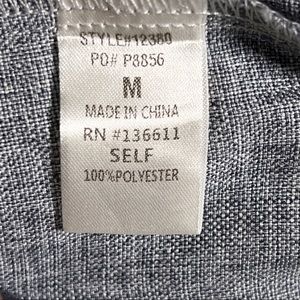 STYLE#12380
PO# P8856
M
MADE IN CHINA
RN #136611
SELF
100%POLYESTER